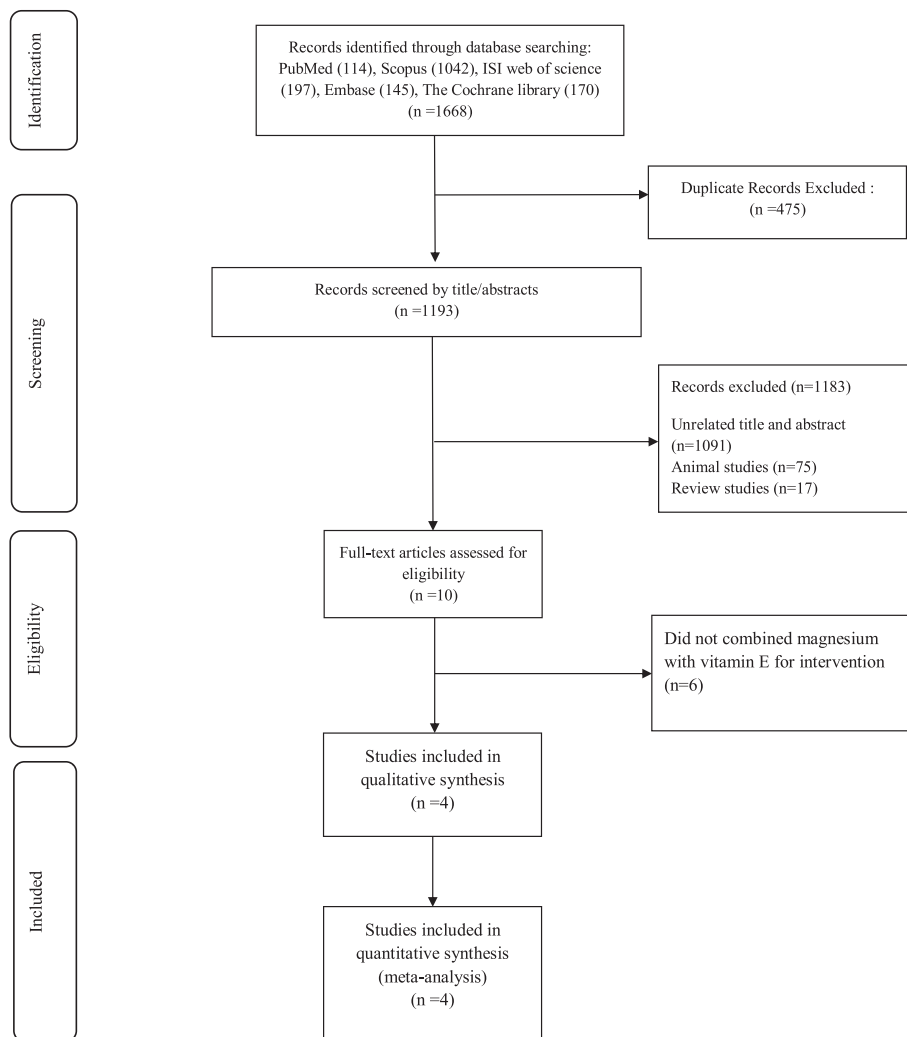 Identification
Records identified through database searching:
PubMed (114), Scopus (1042), ISI web of science
(197), Embase (145), The Cochrane library (170)
(n =1668)
Duplicate Records Excluded :
(n =475)
Screening
Records screened by title/abstracts
(n =1193)
Records excluded (n=1183)
Unrelated title and abstract
(n=1091)
Animal studies (n=75)
Review studies (n=17)
Eligibility
Full-text articles assessed for
eligibility
(n =10)
Did not combined magnesium
with vitamin E for intervention
(n=6)
Included
Studies included in
qualitative synthesis
(n =4)
Studies included in
quantitative synthesis
(meta-analysis)
(n =4)